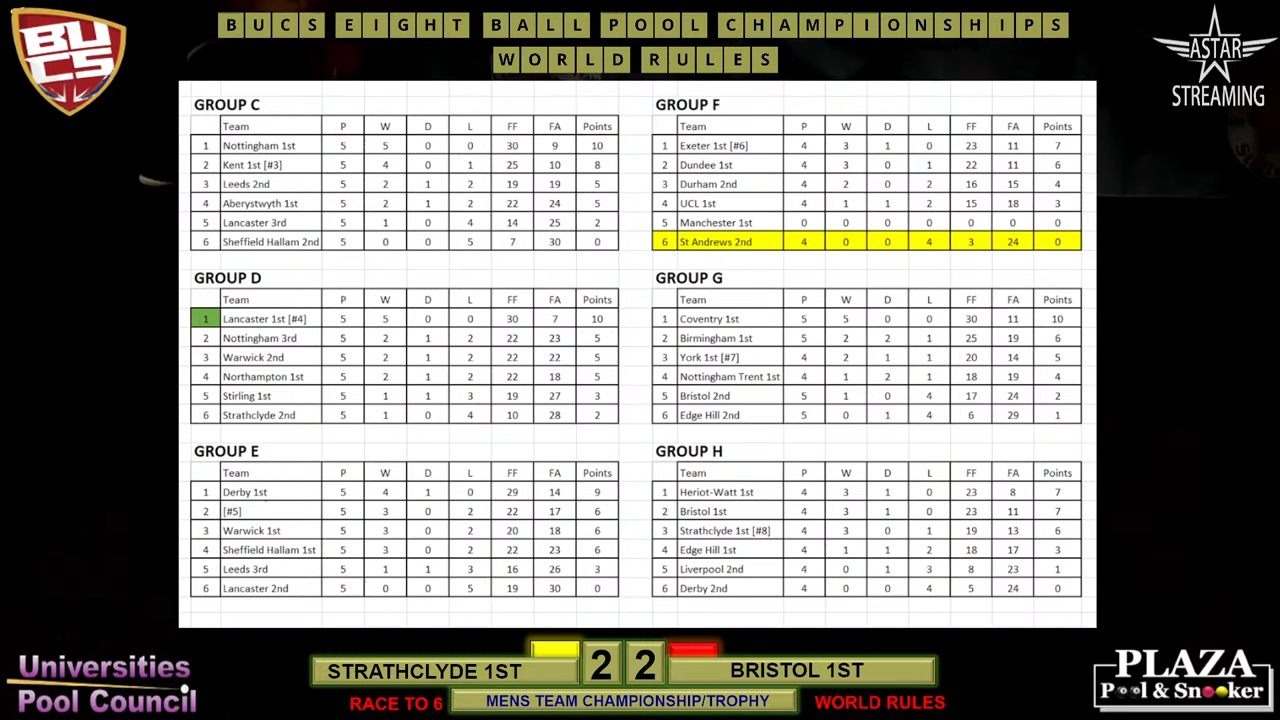 BUCS EIGHT BALL POOL CHAMPIONSHIPS
WORLD RULES
BU
CS
ASTAR
STREAMING
GROUP C
Team P W D L FF FA Points
1 Nottingham 1st 5 5 0 0 30 9 10
2 Kent 1st [#3] 5 4 0 1 25 10 8
3 Leeds 2nd 5 2 1 2 19 19 5
4 Aberystwyth 1st 5 2 1 2 22 24 5
5 Lancaster 3rd 5 1 0 4 14 25 2
6 Sheffield Hallam 2nd 5 0 0 5 7 30 0
GROUP D
Team P W D L FF FA Points
1 Lancaster 1st [#4] 5 5 0 0 30 7 10
2 Nottingham 3rd 5 2 1 2 22 23 5
3 Warwick 2nd 5 2 1 2 22 22 5
4 Northampton 1st 5 2 1 2 22 18 5
5 Stirling 1st 5 1 1 3 19 27 3
6 Strathclyde 2nd 5 1 0 4 10 28 2
GROUP E
Team P W D L FF FA Points
1 Derby 1st 5 4 1 0 29 14 9
2 [#5] 5 3 0 2 22 17 6
3 Warwick 1st 5 3 0 2 20 18 6
4 Sheffield Hallam 1st 5 3 0 2 22 23 6
5 Leeds 3rd 5 1 1 3 16 26 3
6 Lancaster 2nd 5 0 0 5 19 30 0
GROUP F
Team P W D L FF FA Points
1 Exeter 1st [#6] 4 3 1 0 23 11 7
2 Dundee 1st 4 3 0 1 22 11 6
3 Durham 2nd 4 2 0 2 16 15 4
4 UCL 1st 4 1 1 2 15 18 3
5 Manchester 1st 0 0 0 0 0 0 0
6 St Andrews 2nd 4 0 0 4 3 24 0
GROUP G
Team P W D L FF FA Points
1 Coventry 1st 5 5 0 0 30 11 10
2 Birmingham 1st 5 2 2 1 25 19 6
3 York 1st [#7] 4 2 1 1 20 14 5
4 Nottingham Trent 1st 4 1 2 1 18 19 4
5 Bristol 2nd 5 1 0 4 17 24 2
6 Edge Hill 2nd 5 0 1 4 6 29 1
GROUP H
Team P W D L FF FA Points
1 Heriot-Watt 1st 4 3 1 0 23 8 7
2 Bristol 1st 4 3 1 0 23 11 7
3 Strathclyde 1st [#8] 4 3 0 1 19 13 6
4 Edge Hill 1st 4 1 1 2 18 17 3
5 Liverpool 2nd 4 0 1 3 8 23 1
6 Derby 2nd 4 0 0 4 5 24 0
Universities
Pool Council
STRATHCLYDE 1ST 2 2 BRISTOL 1ST
RACE TO 6 MENS TEAM CHAMPIONSHIP/TROPHY WORLD RULES
PLAZA
Pool & Snooker